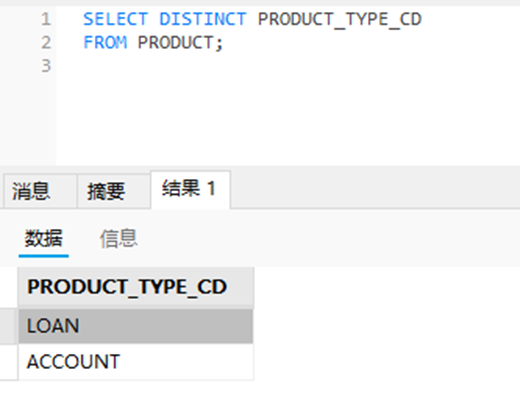 1 SELECT DISTINCT PRODUCT_TYPE_CD
2 FROM PRODUCT;
3
消息 摘要 结果 1
数据 信息
PRODUCT_TYPE_CD
LOAN
ACCOUNT